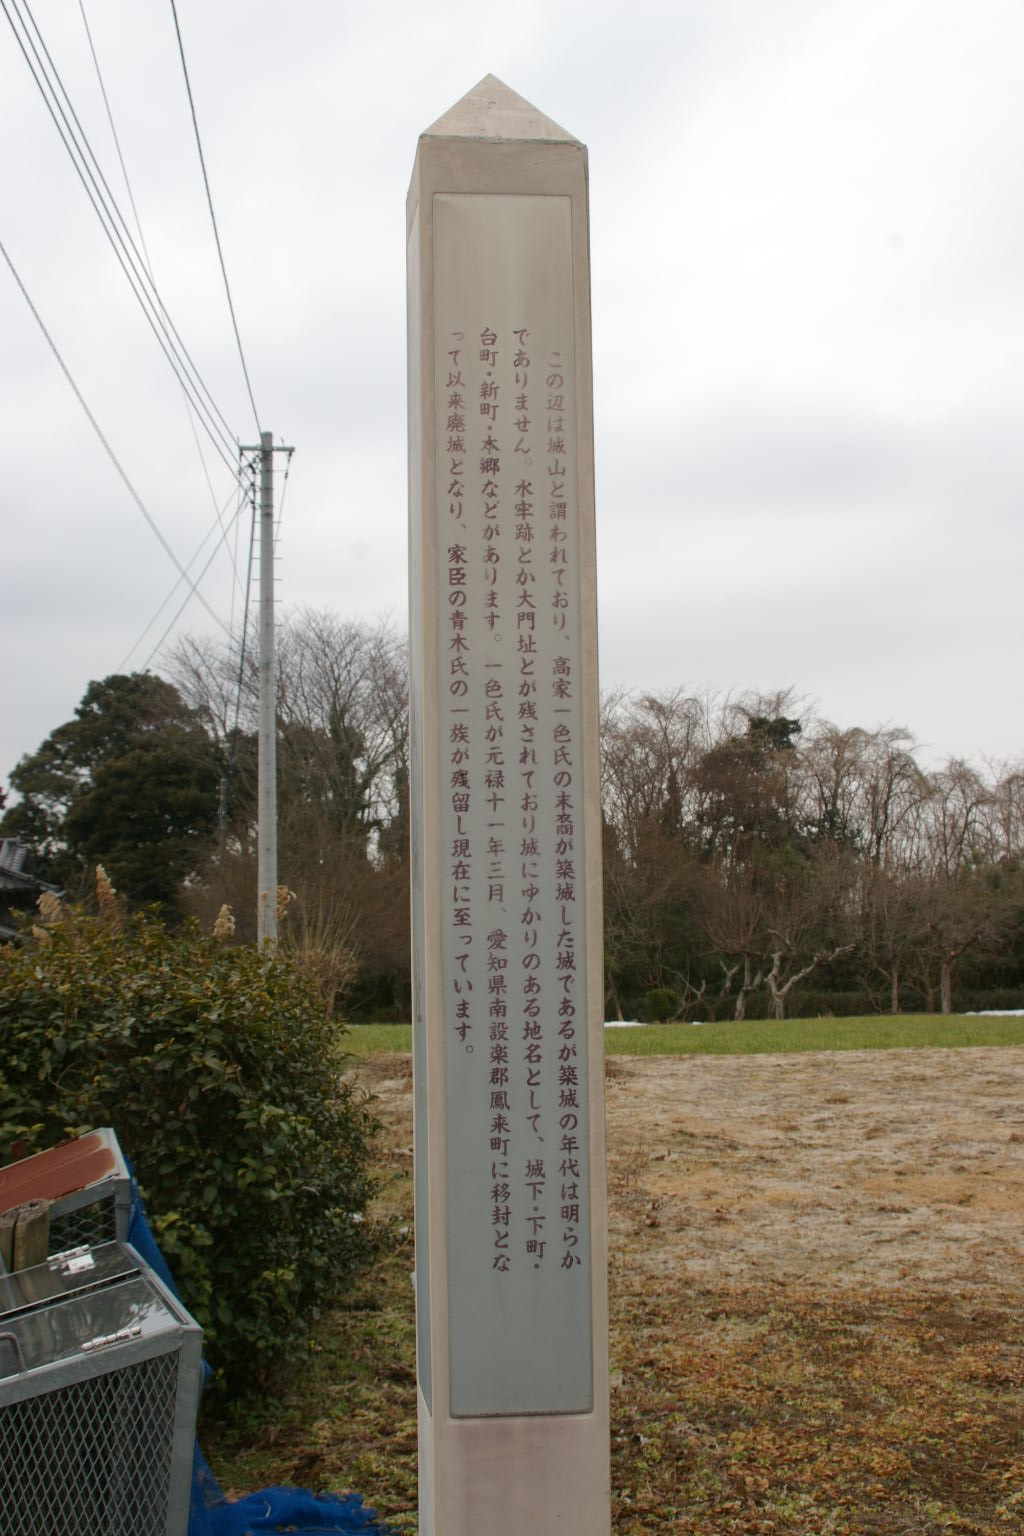 この辺は城山と謂われており、高家一色氏の末裔が築城した城であるが築城の年代は明らか
でありません。水牢跡とか大門址とが残されており城にゆかりのある地名として、城下・下町・
台町・新町・本郷などがあります。一色氏が元禄十一年三月、愛知県南設楽郡鳳来町に移封とな
って以来廃城となり、家臣の青木氏の一族が残留し現在に至っています。